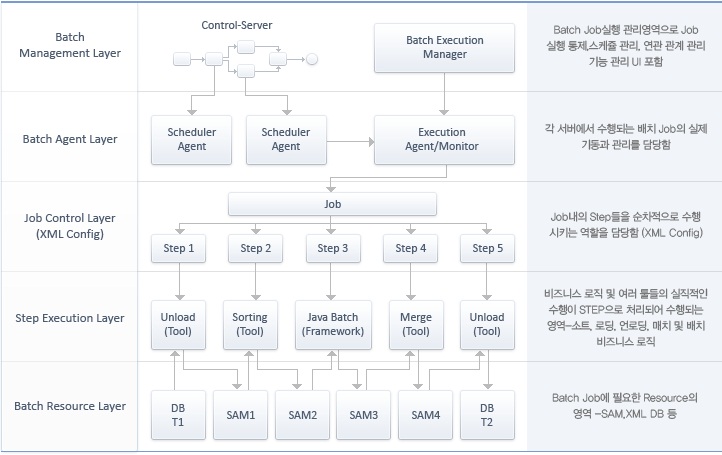 Batch
Management Layer
Control-Server
Batch Execution
Manager
Batch Job실행 관리영역으로 Job
실행 통제,스케쥴 관리, 연관 관계 관리
기능 관리 UI 포함
Batch Agent Layer
Scheduler
Agent
Scheduler
Agent
Execution
Agent/Monitor
각 서버에서 수행되는 배치 Job의 실제
기동과 관리를 담당함
Job Control Layer
(XML Config)
Job
Step 1
Step 2
Step 3
Step 4
Step 5
Job내의 Step들을 순차적으로 수행
시키는 역할을 담당함 (XML Config)
Step Execution Layer
Unload
(Tool)
Sorting
(Tool)
Java Batch
(Framework)
Merge
(Tool)
Unload
(Tool)
비즈니스 로직 및 여러 툴들의 실직적인
수행이 STEP으로 처리되어 수행되는
영역-소트, 로딩, 언로딩, 매치 및 배치
비즈니스 로직
Batch Resource Layer
DB
T1
SAM1
SAM2
SAM3
SAM4
DB
T2
Batch Job에 필요한 Resource의
영역 -SAM,XML DB 등